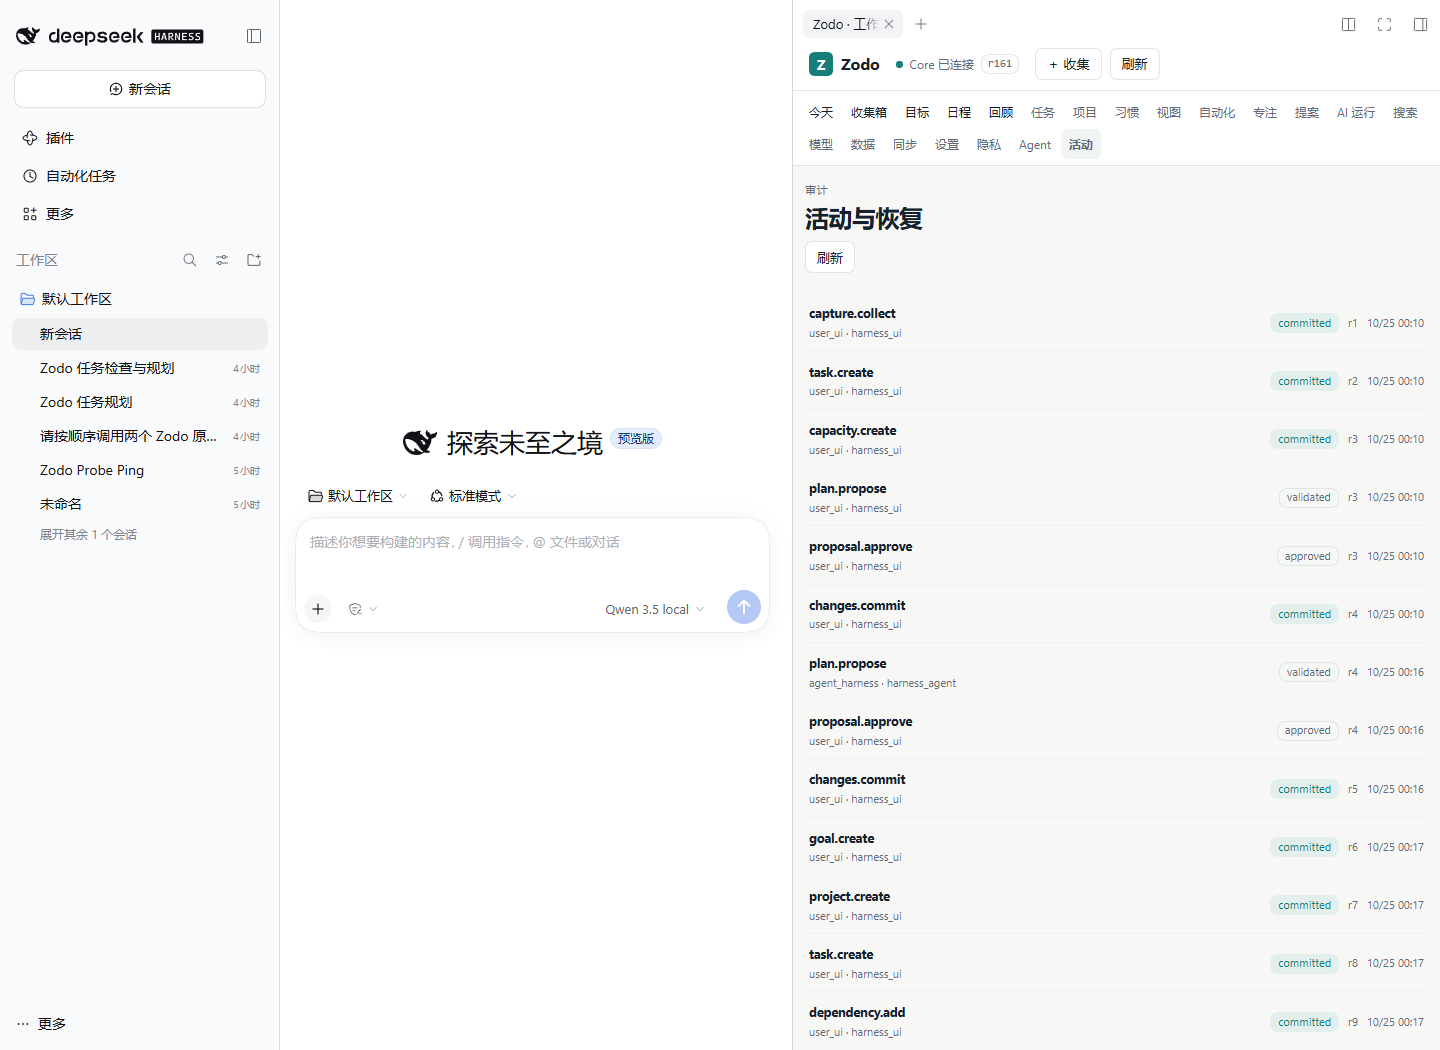 deepseek HARNESS
新会话
插件
自动化任务
更多
工作区
默认工作区
新会话
Zodo 任务检查与规划 4小时
Zodo 任务规划 4小时
请按顺序调用两个 Zodo 原... 4小时
Zodo Probe Ping 5小时
未命名 5小时
展开其余 1 个会话
··· 更多
探索未至之境 预览版
默认工作区 标准模式
描述你想要构建的内容, / 调用指令, @ 文件或对话
Qwen 3.5 local
Zodo · 工作
Z Zodo Core 已连接 r161 + 收集 刷新
今天 收集箱 目标 日程 回顾 任务 项目 习惯 视图 自动化 专注 提案 AI 运行 搜索
模型 数据 同步 设置 隐私 Agent 活动
审计
活动与恢复
刷新
capture.collect
user_ui · harness_ui
committed r1 10/25 00:10
task.create
user_ui · harness_ui
committed r2 10/25 00:10
capacity.create
user_ui · harness_ui
committed r3 10/25 00:10
plan.propose
user_ui · harness_ui
validated r3 10/25 00:10
proposal.approve
user_ui · harness_ui
approved r3 10/25 00:10
changes.commit
user_ui · harness_ui
committed r4 10/25 00:10
plan.propose
agent_harness · harness_agent
validated r4 10/25 00:16
proposal.approve
user_ui · harness_ui
approved r4 10/25 00:16
changes.commit
user_ui · harness_ui
committed r5 10/25 00:16
goal.create
user_ui · harness_ui
committed r6 10/25 00:17
project.create
user_ui · harness_ui
committed r7 10/25 00:17
task.create
user_ui · harness_ui
committed r8 10/25 00:17
dependency.add
user_ui · harness_ui
committed r9 10/25 00:17